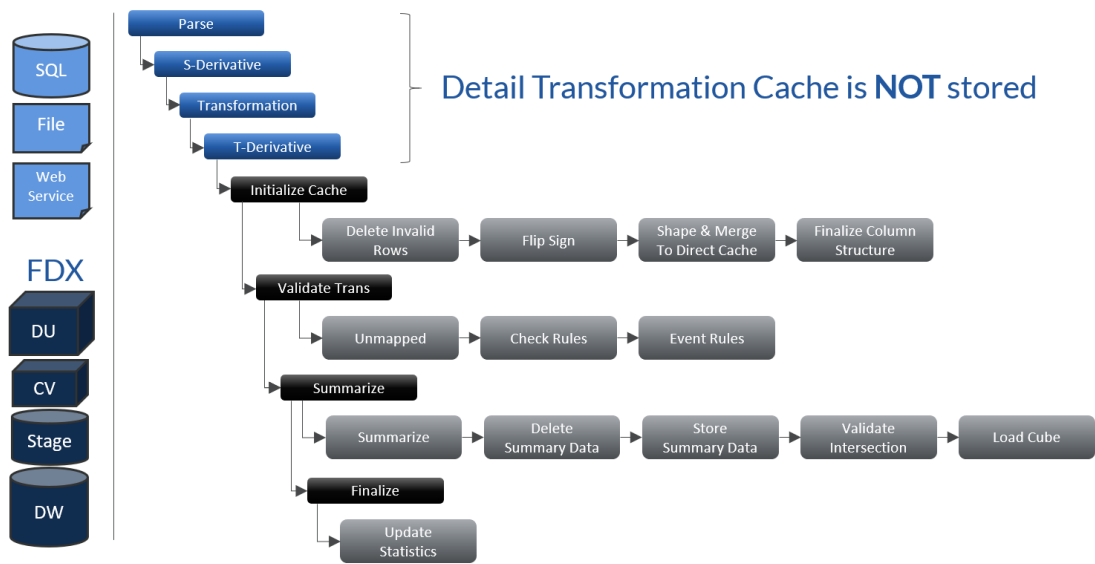 SQL
File
Web
Service
FDX
DU
CV
Stage
DW
Parse
S-Derivative
Transformation
T-Derivative
Detail Transformation Cache is NOT stored
Initialize Cache
Delete Invalid
Rows
Flip Sign
Shape & Merge
To Direct Cache
Finalize Column
Structure
Validate Trans
Unmapped
Check Rules
Event Rules
Summarize
Summarize
Delete
Summary Data
Store
Summary Data
Validate
Intersection
Load Cube
Finalize
Update
Statistics